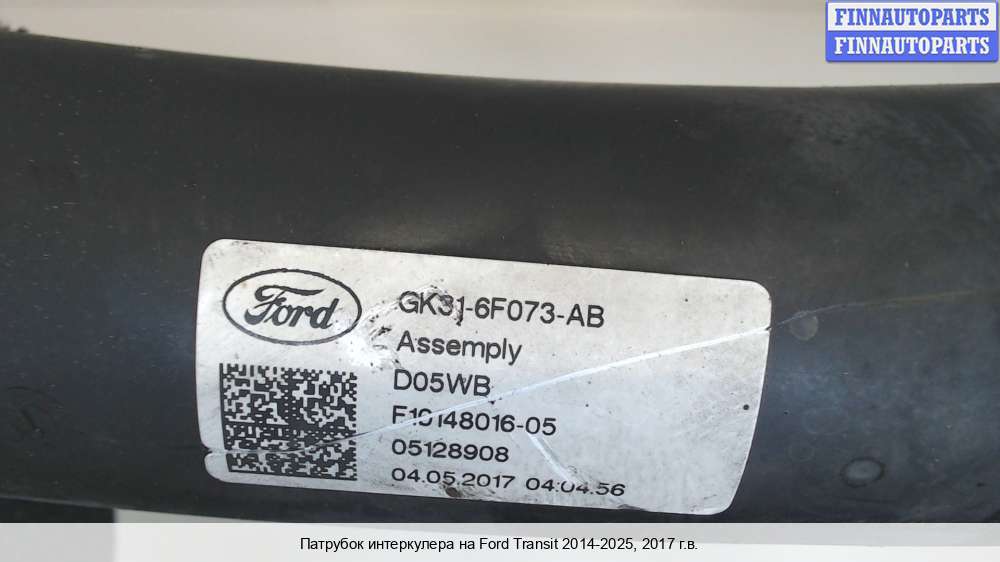 FINNAUTOPARTS
FINNAUTOPARTS
Ford
GK31-6F073-AB
Assemply
D05WB
F10148016-05
05128908
04.05.2017 04:04:56
Патрубок интеркулера на Ford Transit 2014-2025, 2017 г.в.